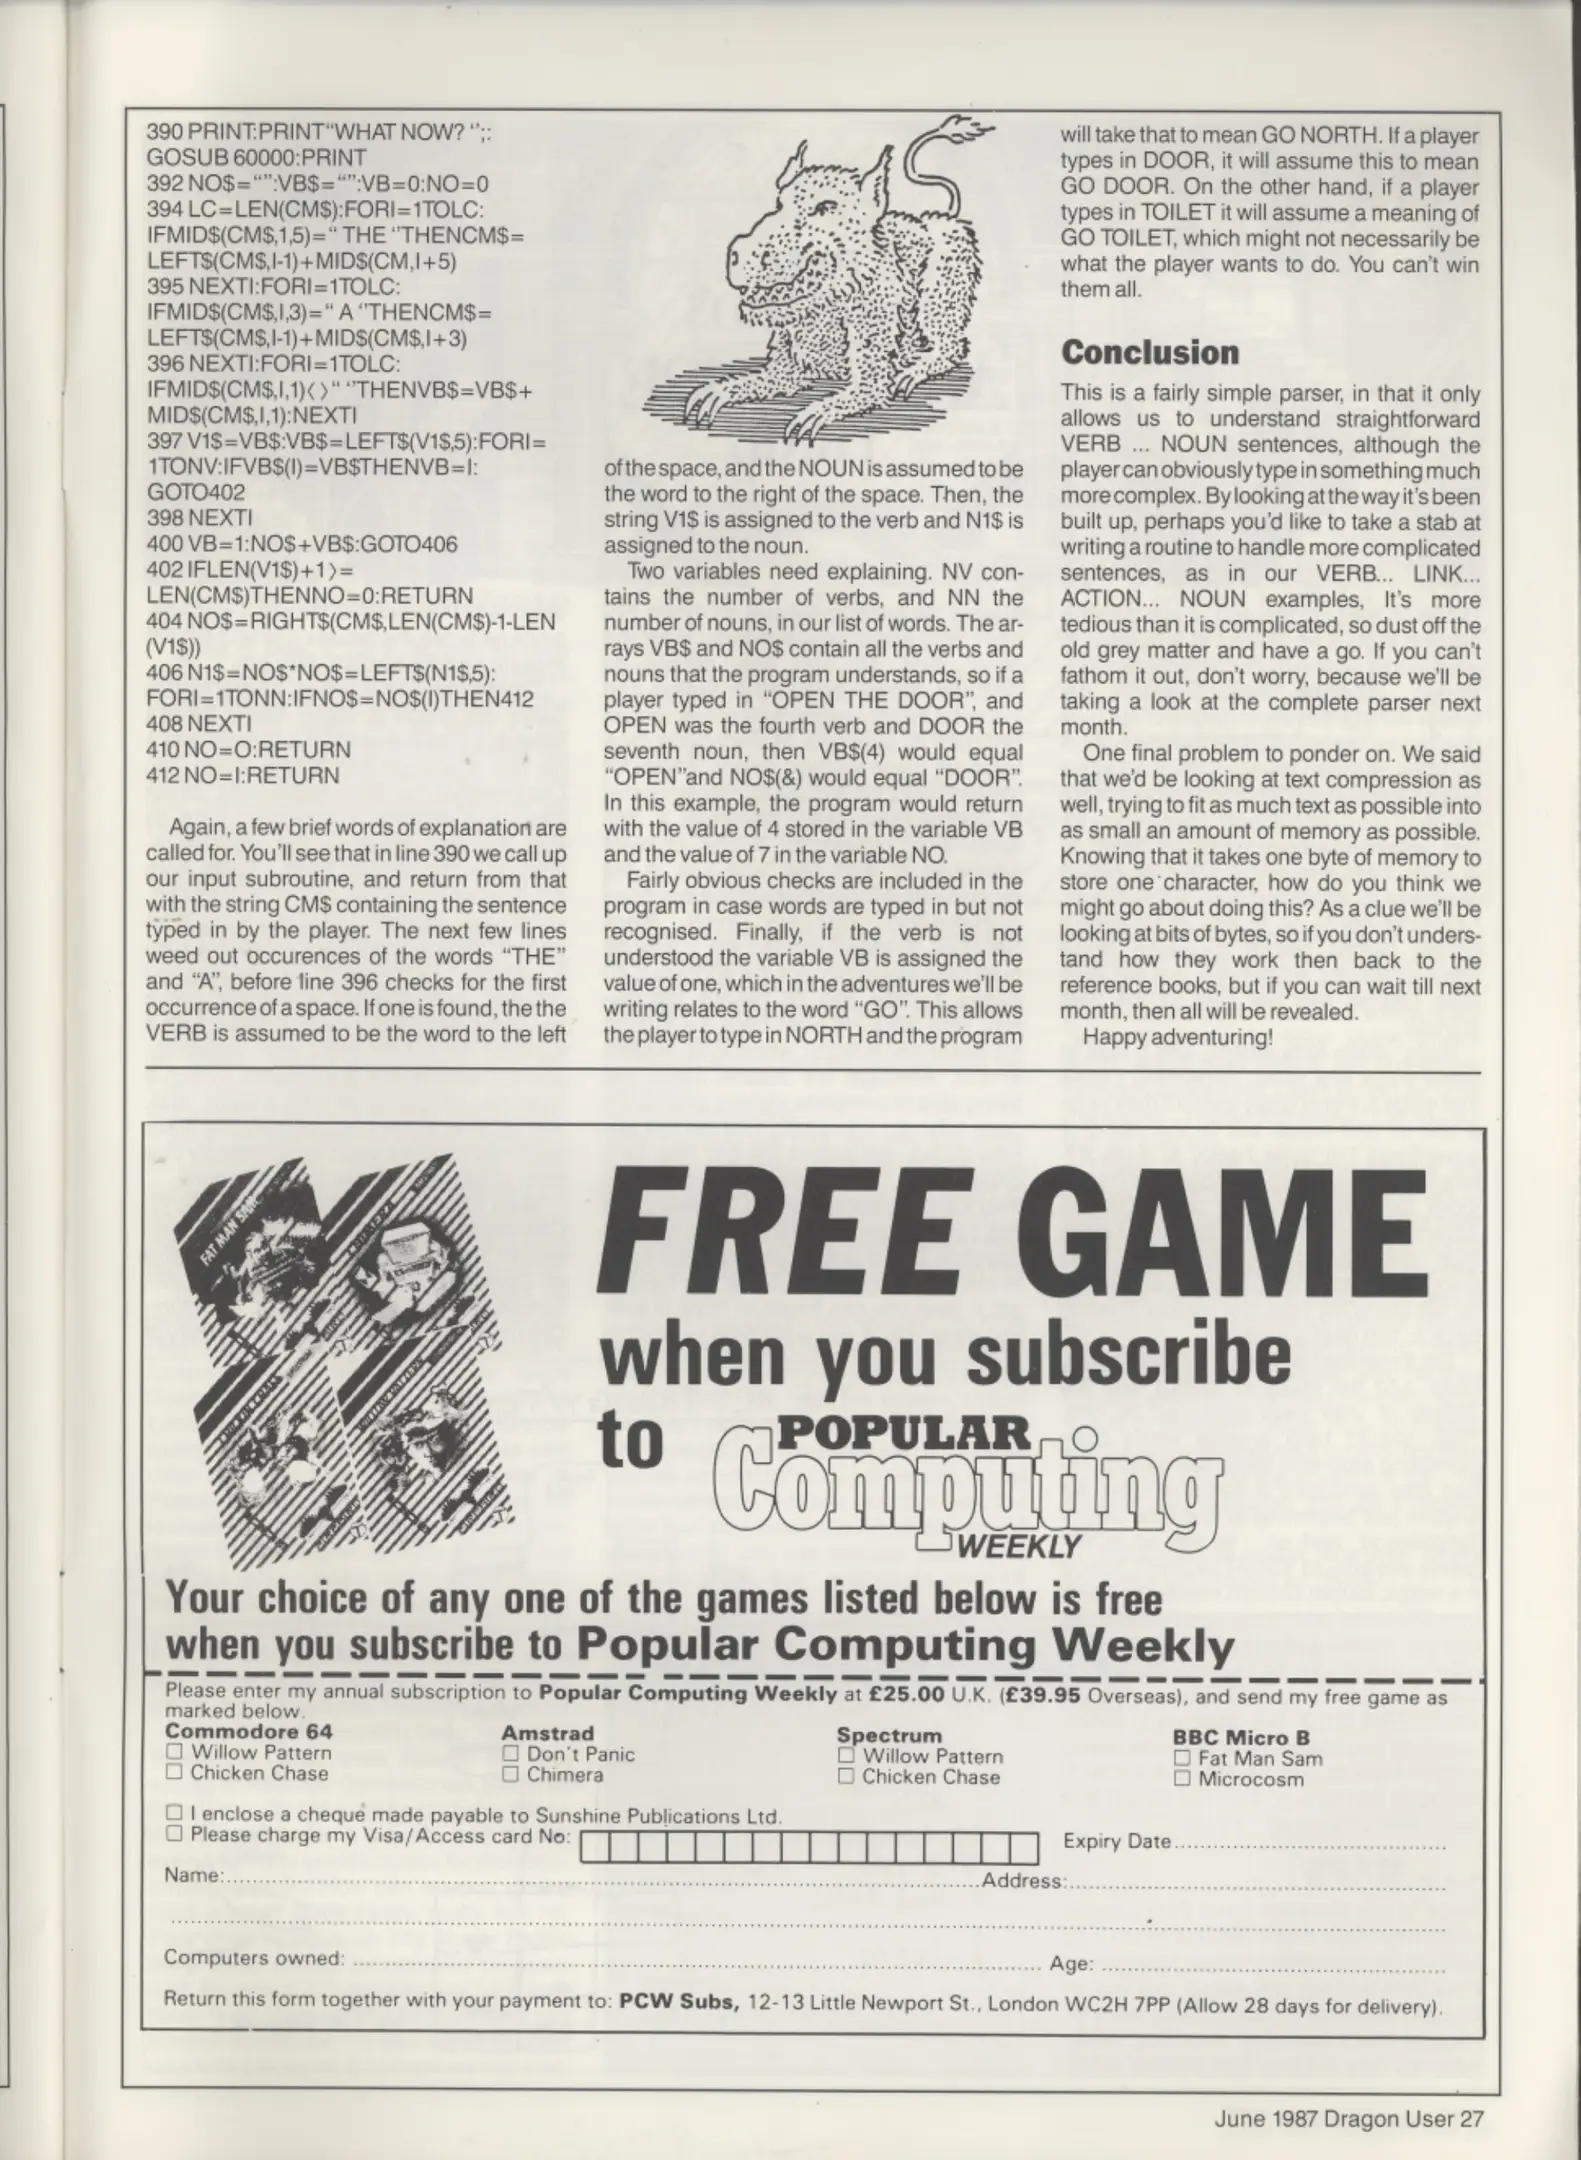 390 PRINT:PRINT"WHAT NOW? ";:
GOSUB 60000:PRINT
392 NO$="":VB$="":VB=0:NO=0
394 LC=LEN(CM$):FORI=1TOLC:
IFMID$(CM$,1,5)=" THE "THENCM$=
LEFT$(CM$,I-1)+MID$(CM,I+5)
395 NEXTI:FORI=1TOLC:
IFMID$(CM$,I,3)=" A "THENCM$=
LEFT$(CM$,I-1)+MID$(CM$,I+3)
396 NEXTI:FORI=1TOLC:
IFMID$(CM$,I,1)<>" "THENVB$=VB$+
MID$(CM$,I,1):NEXTI
397 V1$=VB$:VB$=LEFT$(V1$,5):FORI=
1TONV:IFVB$(I)=VB$THENVB=I:
GOTO402
398 NEXTI
400 VB=1:NO$+VB$:GOTO406
402 IFLEN(V1$)+1>=
LEN(CM$)THENNO=0:RETURN
404 NO$=RIGHT$(CM$,LEN(CM$)-1-LEN
(V1$))
406 N1$=NO$*NO$=LEFT$(N1$,5):
FORI=1TONN:IFNO$=NO$(I)THEN412
408 NEXTI
410 NO=O:RETURN
412 NO=I:RETURN
Again, a few brief words of explanation are
called for. You'll see that in line 390 we call up
our input subroutine, and return from that
with the string CM$ containing the sentence
typed in by the player. The next few lines
weed out occurences of the words "THE"
and "A", before line 396 checks for the first
occurrence of a space. If one is found, the the
VERB is assumed to be the word to the left
of the space, and the NOUN is assumed to be
the word to the right of the space. Then, the
string V1$ is assigned to the verb and N1$ is
assigned to the noun.
Two variables need explaining. NV con-
tains the number of verbs, and NN the
number of nouns, in our list of words. The ar-
rays VB$ and NO$ contain all the verbs and
nouns that the program understands, so if a
player typed in "OPEN THE DOOR", and
OPEN was the fourth verb and DOOR the
seventh noun, then VB$(4) would equal
"OPEN"and NO$(&) would equal "DOOR".
In this example, the program would return
with the value of 4 stored in the variable VB
and the value of 7 in the variable NO.
Fairly obvious checks are included in the
program in case words are typed in but not
recognised. Finally, if the verb is not
understood the variable VB is assigned the
value of one, which in the adventures we'll be
writing relates to the word "GO". This allows
the player to type in NORTH and the program
will take that to mean GO NORTH. If a player
types in DOOR, it will assume this to mean
GO DOOR. On the other hand, if a player
types in TOILET it will assume a meaning of
GO TOILET, which might not necessarily be
what the player wants to do. You can't win
them all.
Conclusion
This is a fairly simple parser, in that it only
allows us to understand straightforward
VERB ... NOUN sentences, although the
player can obviously type in something much
more complex. By looking at the way it's been
built up, perhaps you'd like to take a stab at
writing a routine to handle more complicated
sentences, as in our VERB... LINK...
ACTION... NOUN examples, It's more
tedious than it is complicated, so dust off the
old grey matter and have a go. If you can't
fathom it out, don't worry, because we'll be
taking a look at the complete parser next
month.
One final problem to ponder on. We said
that we'd be looking at text compression as
well, trying to fit as much text as possible into
as small an amount of memory as possible.
Knowing that it takes one byte of memory to
store one character, how do you think we
might go about doing this? As a clue we'll be
looking at bits of bytes, so if you don't unders-
tand how they work then back to the
reference books, but if you can wait till next
month, then all will be revealed.
Happy adventuring!
FAT MAN SAM
CHIMERA
CHICKEN CHASE
WILLOW PATTERN
FREE GAME
when you subscribe
to POPULAR
Computing
WEEKLY
Your choice of any one of the games listed below is free
when you subscribe to Popular Computing Weekly
Please enter my annual subscription to Popular Computing Weekly at £25.00 U.K. (£39.95 Overseas), and send my free game as
marked below.
Commodore 64 Amstrad Spectrum BBC Micro B
Willow Pattern Don't Panic Willow Pattern Fat Man Sam
Chicken Chase Chimera Chicken Chase Microcosm
I enclose a cheque made payable to Sunshine Publications Ltd.
Please charge my Visa/Access card No: Expiry Date
Name: Address:
Computers owned: Age:
Return this form together with your payment to: PCW Subs, 12-13 Little Newport St., London WC2H 7PP (Allow 28 days for delivery).
June 1987 Dragon User 27